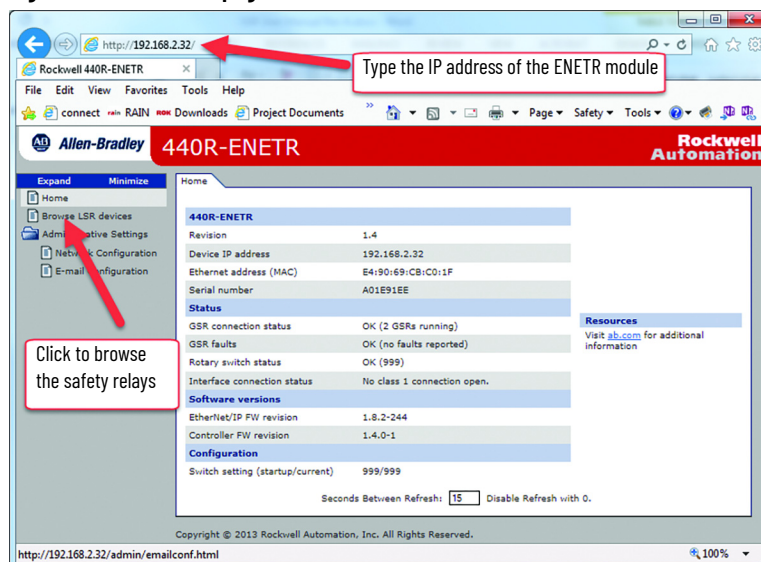 http://192.168.2.32/
Type the IP address of the ENETR module
Rockwell 440R-ENETR
File Edit View Favorites Tools Help
connect rain RAIN ROK Downloads Project Documents » Page Safety Tools
AB Allen-Bradley 440R-ENETR Rockwell Automation
Expand Minimize
Home
Browse LSR devices
Network Configuration
E-mail Configuration
Click to browse
the safety relays
Home
440R-ENETR
Revision 1.4
Device IP address 192.168.2.32
Ethernet address (MAC) E4:90:69:CB:C0:1F
Serial number A01E91EE
Status
GSR connection status OK (2 GSRs running)
GSR faults OK (no faults reported)
Rotary switch status OK (999)
Interface connection status No class 1 connection open.
Software versions
EtherNet/IP FW revision 1.8.2-244
Controller FW revision 1.4.0-1
Configuration
Switch setting (startup/current) 999/999
Seconds Between Refresh: 15 Disable Refresh with 0.
Resources
Visit ab.com for additional
information
Copyright © 2013 Rockwell Automation, Inc. All Rights Reserved.
http://192.168.2.32/admin/emailconf.html 100%